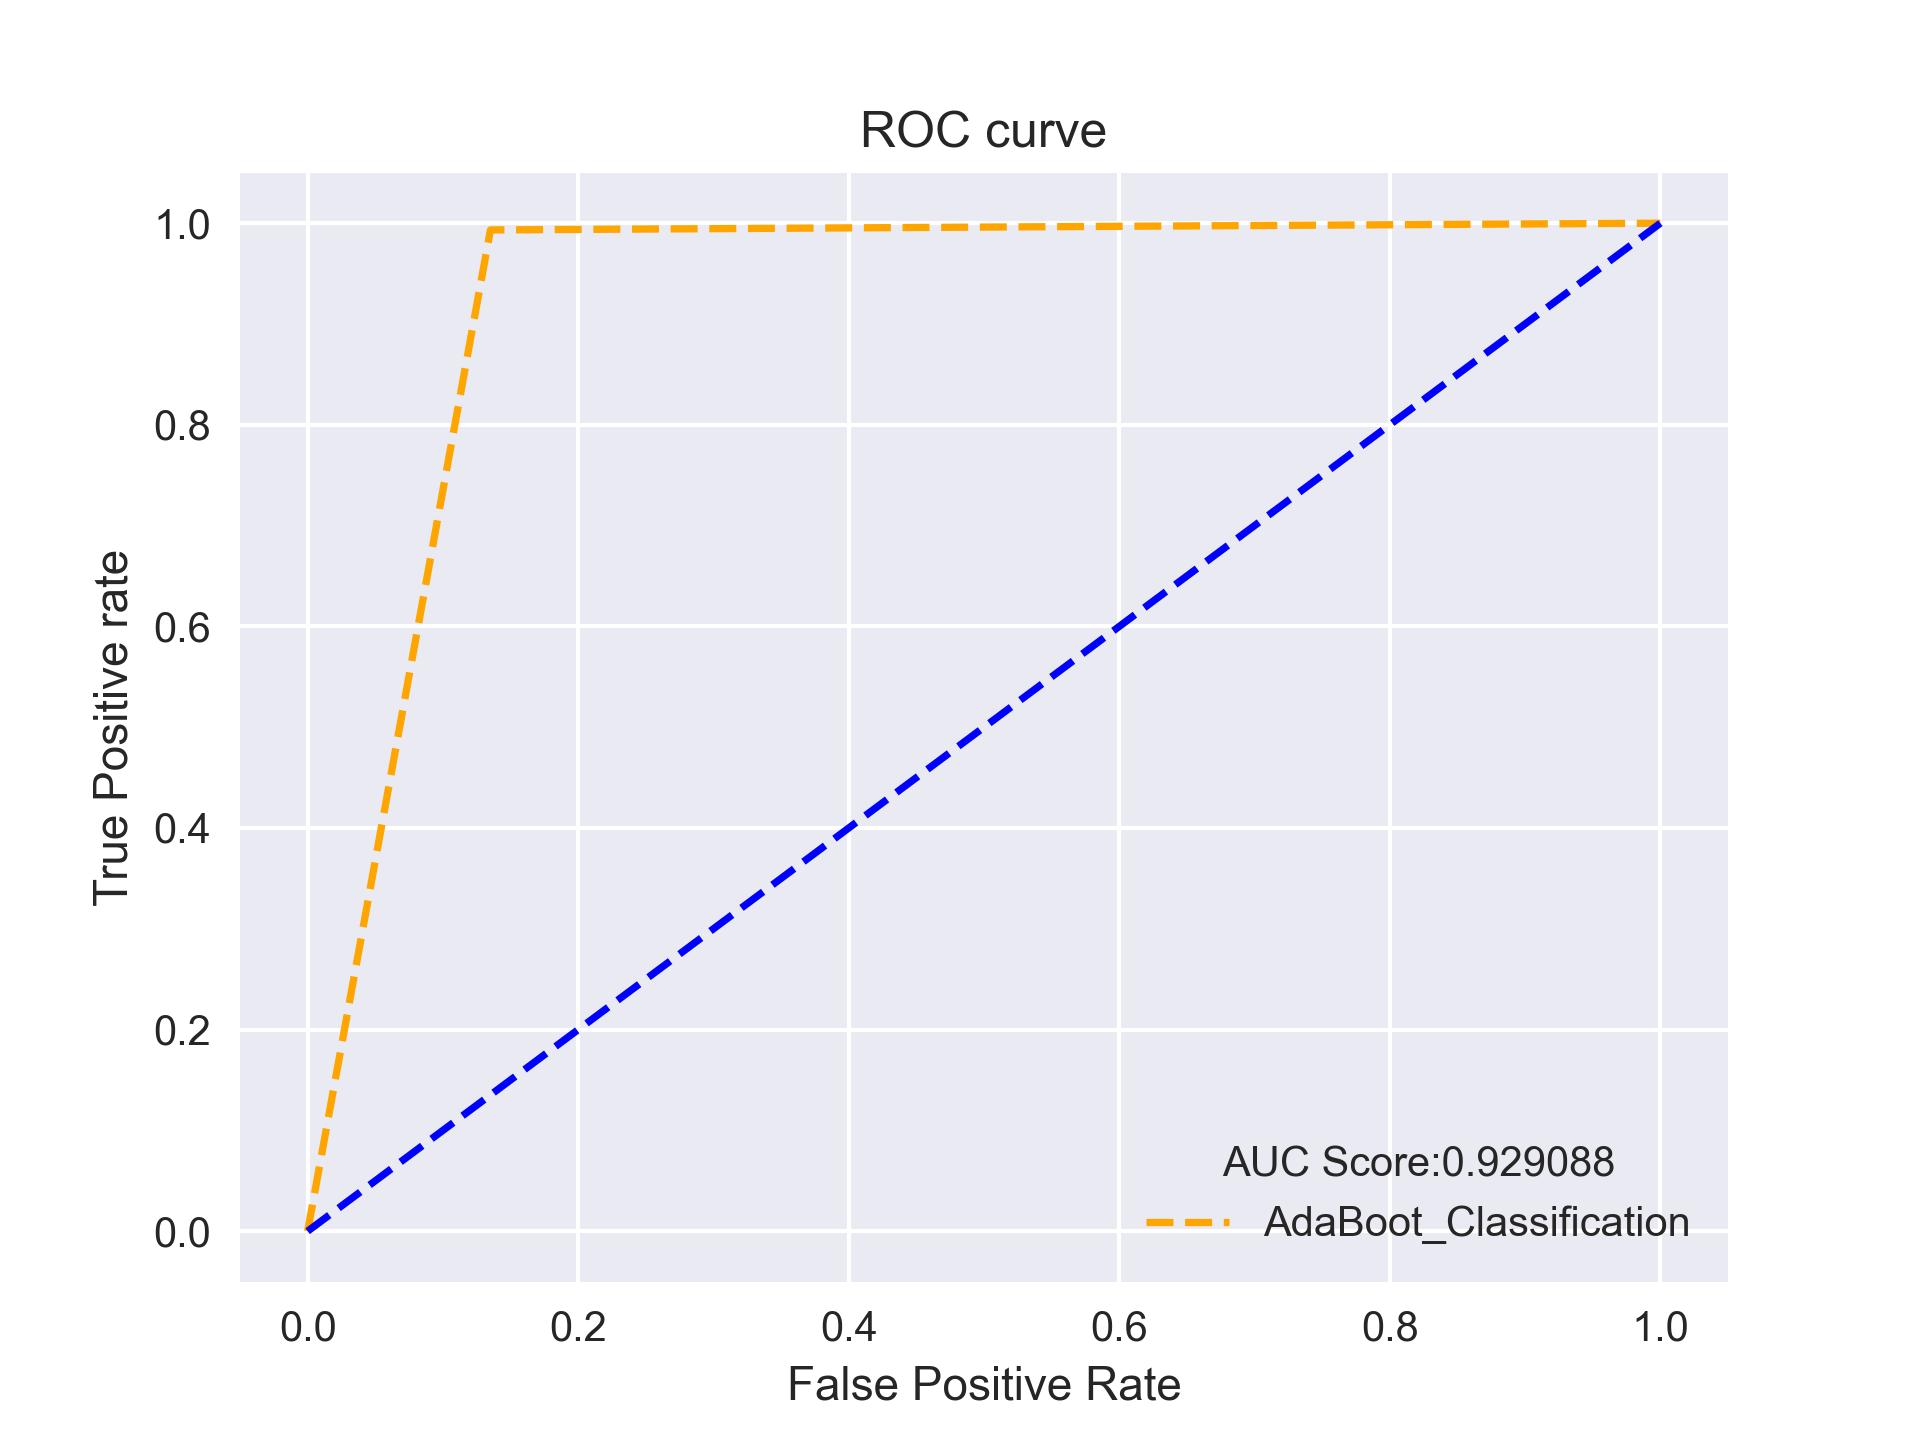 ROC curve
1.0
0.8
0.6
0.4
0.2
0.0
True Positive rate
AUC Score:0.929088
AdaBoot_Classification
0.0 0.2 0.4 0.6 0.8 1.0
False Positive Rate